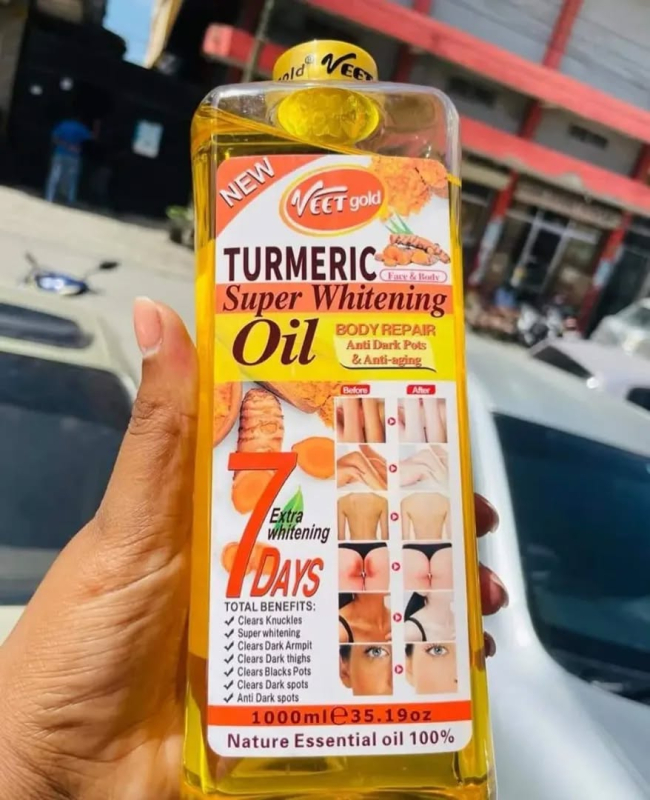 old® VEET
NEW
VEET gold
TURMERIC
Face & Body
Super Whitening
Oil
BODY REPAIR
Anti Dark Pots
& Anti-aging
Before
After
7
Extra
whitening
DAYS
TOTAL BENEFITS:
✓ Clears Knuckles
✓ Super whitening
✓ Clears Dark Armpit
✓ Clears Dark thighs
✓ Clears Blacks Pots
✓ Clears Dark spots
✓ Anti Dark spots
1000ml℮35.19oz
Nature Essential oil 100%